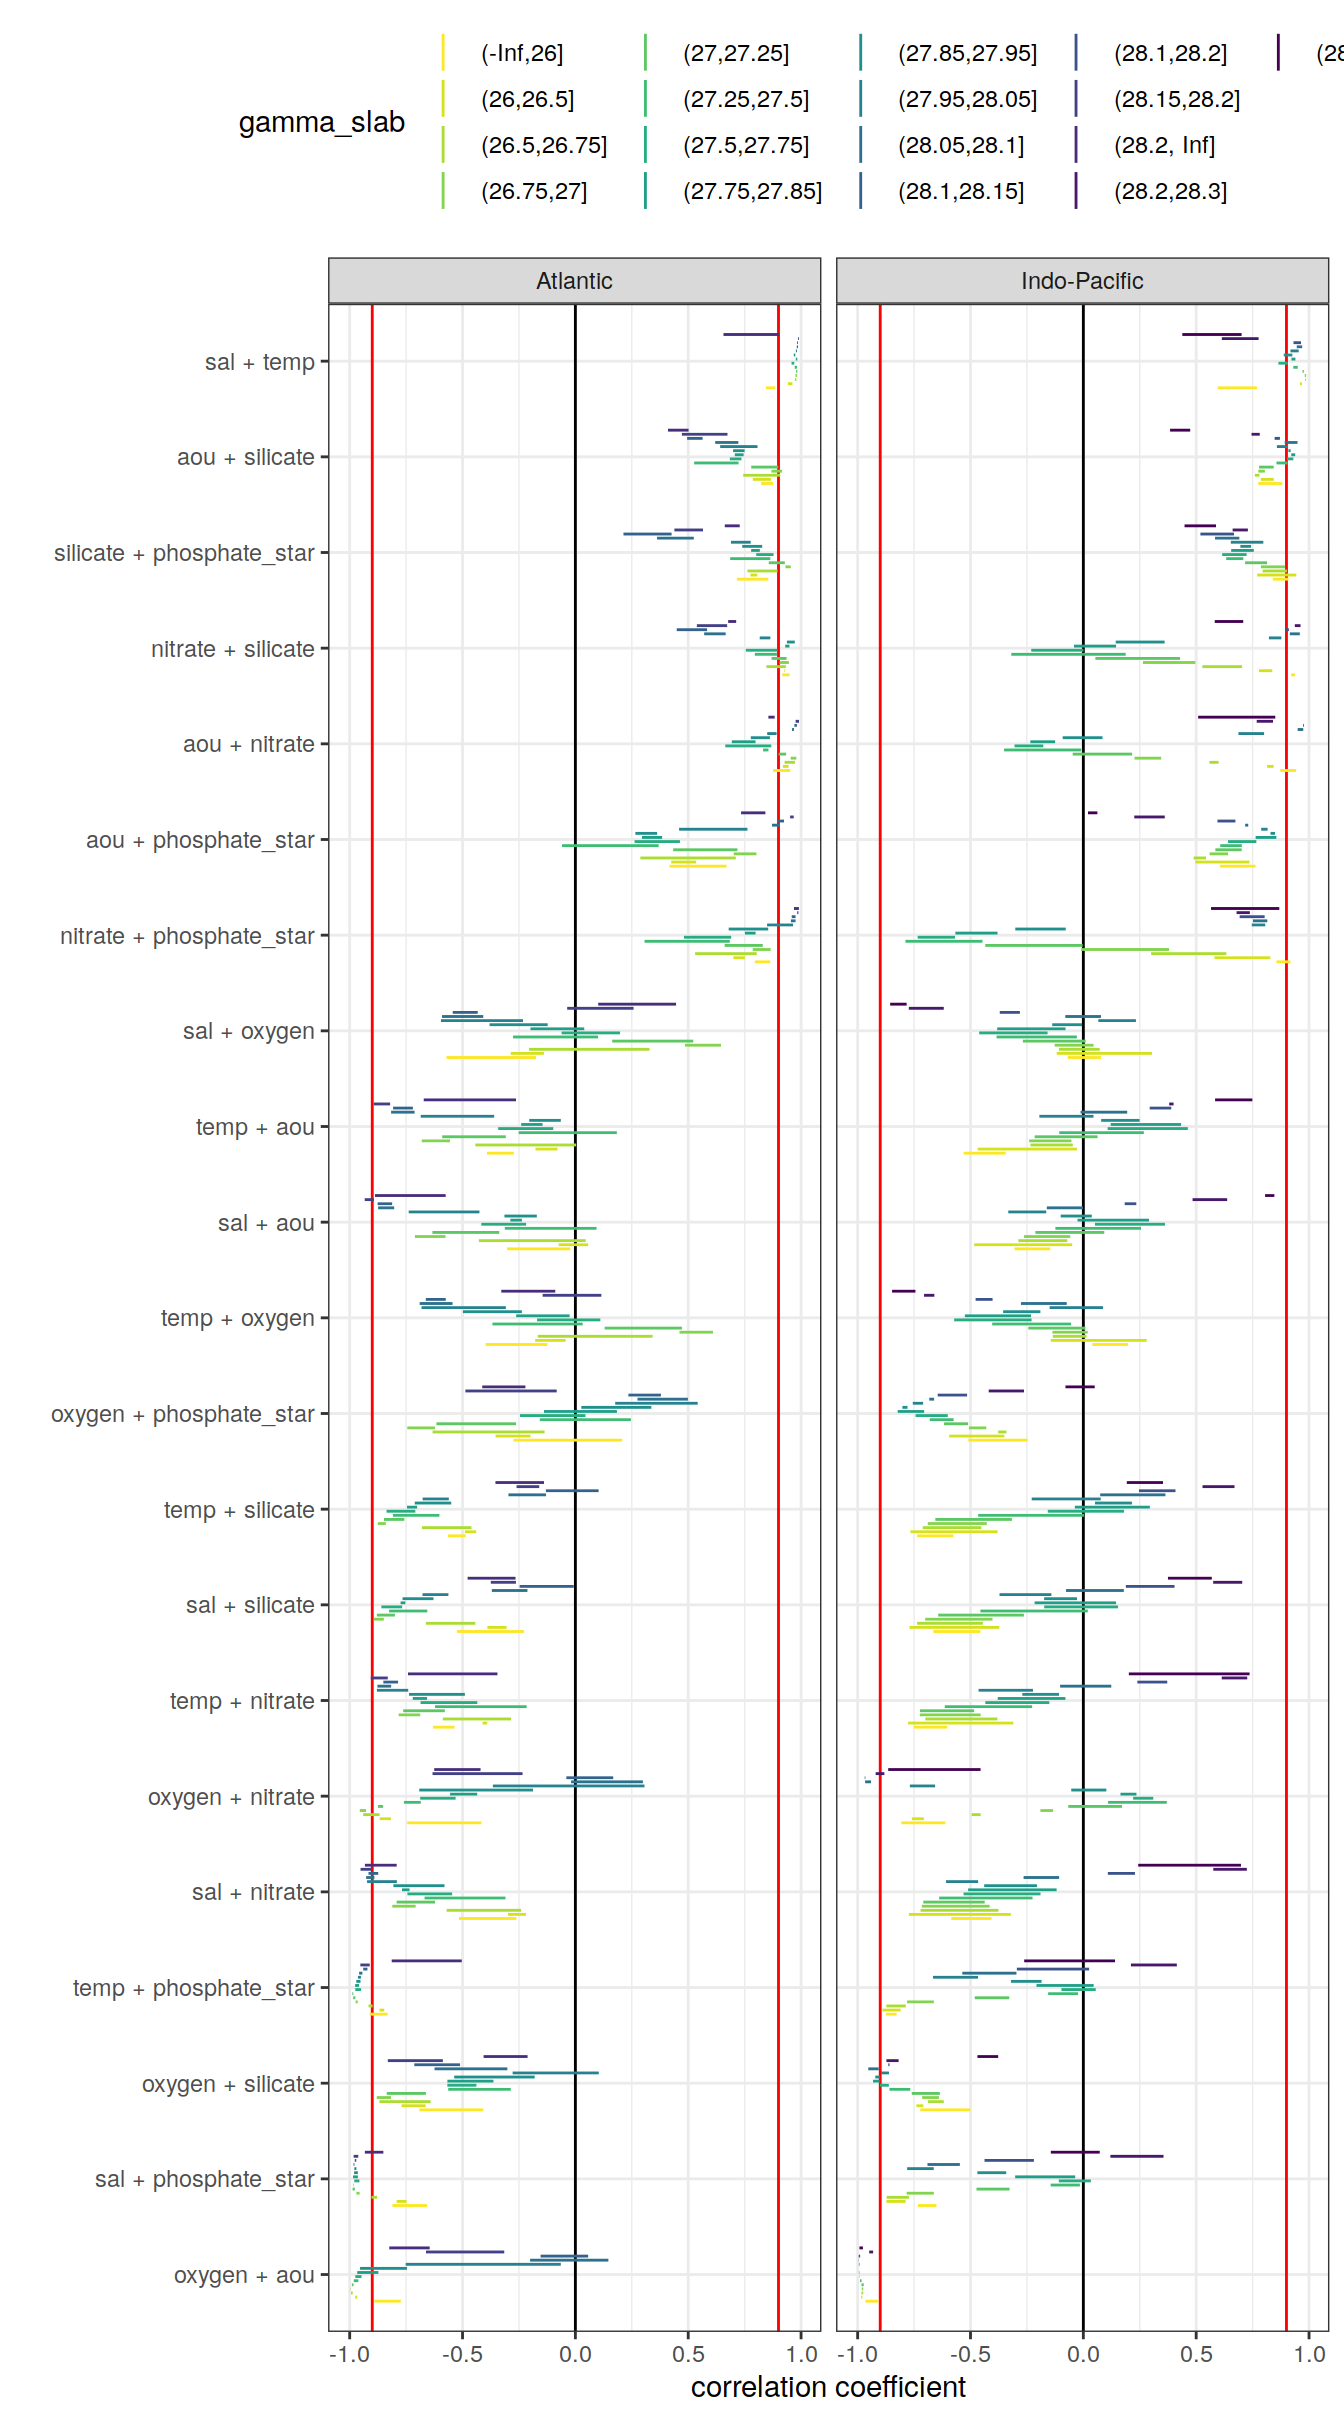 (-Inf,26] (27,27.25] (27.85,27.95] (28.1,28.2] (28
(26,26.5] (27.25,27.5] (27.95,28.05] (28.15,28.2]
gamma_slab
(26.5,26.75] (27.5,27.75] (28.05,28.1] (28.2, Inf]
(26.75,27] (27.75,27.85] (28.1,28.15] (28.2,28.3]
Atlantic Indo-Pacific
sal + temp
aou + silicate
silicate + phosphate_star
nitrate + silicate
aou + nitrate
aou + phosphate_star
nitrate + phosphate_star
sal + oxygen
temp + aou
sal + aou
temp + oxygen
oxygen + phosphate_star
temp + silicate
sal + silicate
temp + nitrate
oxygen + nitrate
sal + nitrate
temp + phosphate_star
oxygen + silicate
sal + phosphate_star
oxygen + aou
-1.0 -0.5 0.0 0.5 1.0 -1.0 -0.5 0.0 0.5 1.0
correlation coefficient